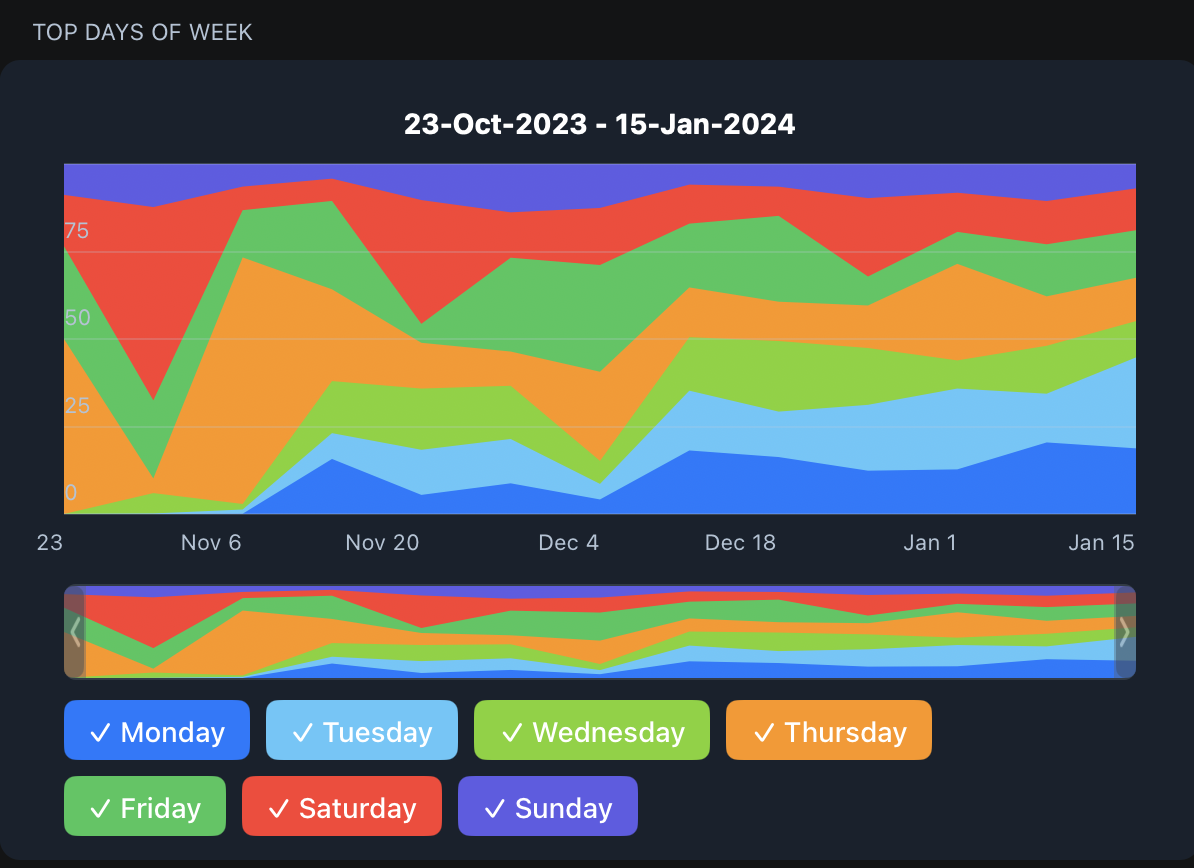 TOP DAYS OF WEEK
23-Oct-2023 - 15-Jan-2024
75
50
25
0
23 Nov 6 Nov 20 Dec 4 Dec 18 Jan 1 Jan 15
✓ Monday ✓ Tuesday ✓ Wednesday ✓ Thursday
✓ Friday ✓ Saturday ✓ Sunday